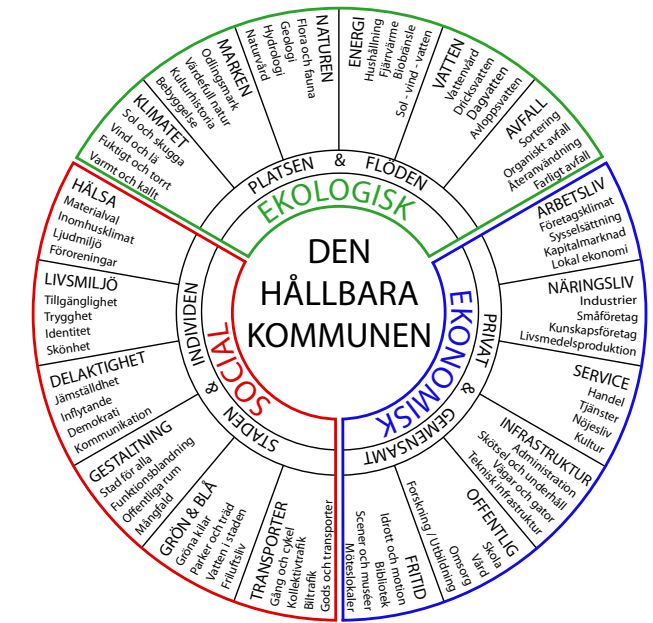 DEN
HÅLLBARA
KOMMUNEN
EKOLOGISK
PLATSEN & FLÖDEN
KLIMATET
Sol och skugga
Vind och lä
Fuktigt och torrt
Varmt och kallt
MARKEN
Odlingsmark
Värdefull natur
Kulturhistoria
Bebyggelse
NATUREN
Flora och fauna
Geologi
Hydrologi
Naturvård
ENERGI
Hushållning
Fjärrvärme
Biobränsle
Sol - vind - vatten
VATTEN
Vattenvård
Dricksvatten
Dagvatten
Avloppsvatten
AVFALL
Sortering
Organiskt avfall
Återanvändning
Farligt avfall
EKONOMISK
PRIVAT & GEMENSAMT
ARBETSLIV
Företagsklimat
Sysselsättning
Kapitalmarknad
Lokal ekonomi
NÄRINGSLIV
Industrier
Småföretag
Kunskapsföretag
Livsmedelsproduktion
SERVICE
Handel
Tjänster
Nöjesliv
Kultur
INFRASTRUKTUR
Administration
Skötsel och underhåll
Vägar och gator
Teknisk infrastruktur
OFFENTLIG
Skola
Vård
Omsorg
Forskning / Utbildning
FRITID
Idrott och motion
Bibliotek
Scener och muséer
Möteslokaler
SOCIAL
STADEN & INDIVIDEN
TRANSPORTER
Gång och cykel
Kollektivtrafik
Biltrafik
Gods och transporter
GRÖN & BLÅ
Gröna kilar
Parker och träd
Vatten i staden
Friluftsliv
GESTALTNING
Stad för alla
Funktionsblandning
Offentliga rum
Mångfald
DELAKTIGHET
Jämställdhet
Inflytande
Demokrati
Kommunikation
LIVSMILJÖ
Tillgänglighet
Trygghet
Identitet
Skönhet
HÄLSA
Materialval
Inomhusklimat
Ljudmiljö
Föroreningar